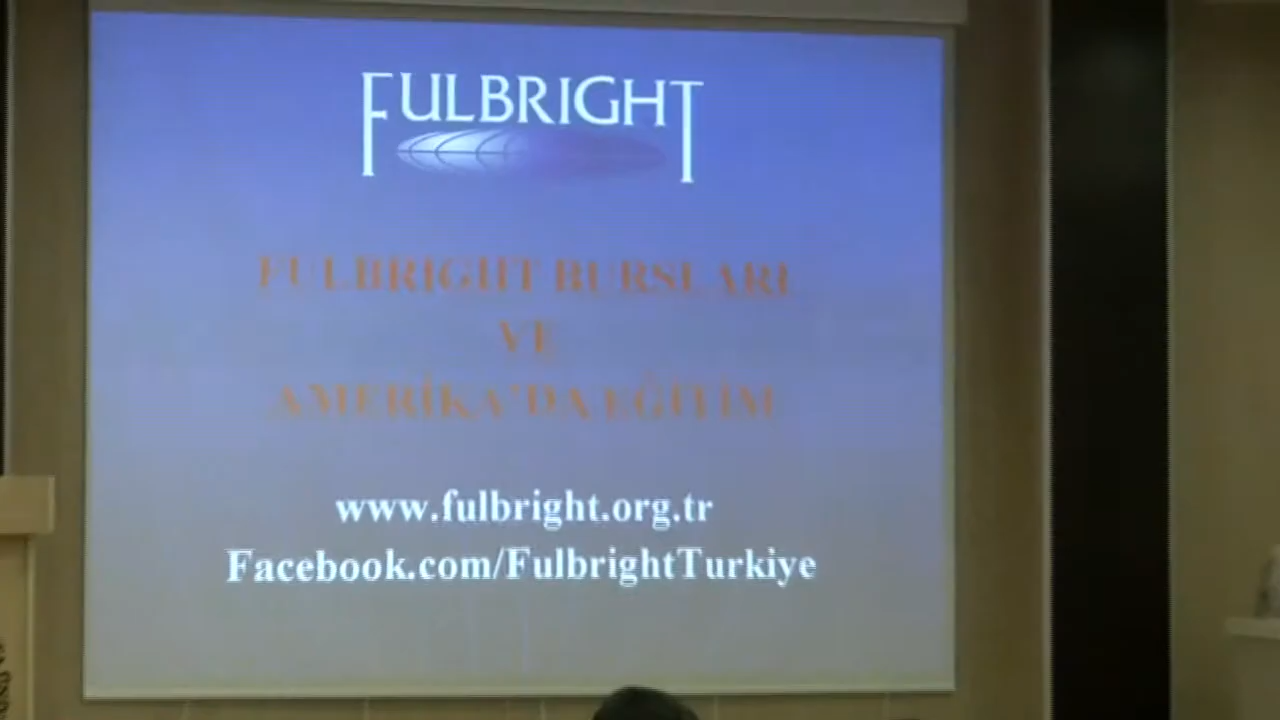 FULBRIGHT
FULBRIGHT BURSLARI
VE
AMERİKA'DA EĞİTİM
www.fulbright.org.tr
Facebook.com/FulbrightTurkiye